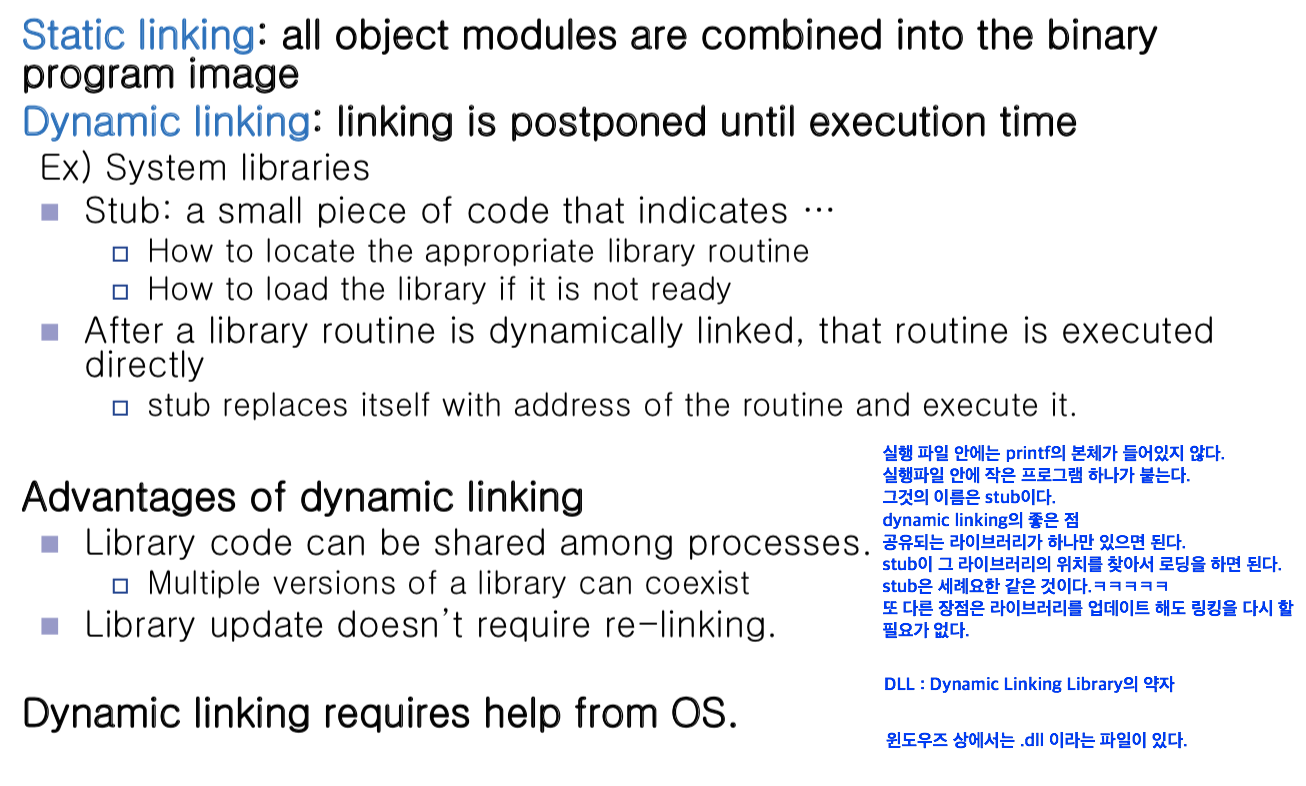 Static linking: all object modules are combined into the binary
program image
Dynamic linking: linking is postponed until execution time
Ex) System libraries
Stub: a small piece of code that indicates …
How to locate the appropriate library routine
How to load the library if it is not ready
After a library routine is dynamically linked, that routine is executed
directly
stub replaces itself with address of the routine and execute it.
Advantages of dynamic linking
Library code can be shared among processes.
Multiple versions of a library can coexist
Library update doesn't require re-linking.
Dynamic linking requires help from OS.
실행 파일 안에는 printf의 본체가 들어있지 않다.
실행파일 안에 작은 프로그램 하나가 붙는다.
그것의 이름은 stub이다.
dynamic linking의 좋은 점
공유되는 라이브러리가 하나만 있으면 된다.
stub이 그 라이브러리의 위치를 찾아서 로딩을 하면 된다.
stub은 세례요한 같은 것이다.ㅋㅋㅋㅋㅋ
또 다른 장점은 라이브러리를 업데이트 해도 링킹을 다시 할
필요가 없다.
DLL : Dynamic Linking Library의 약자
윈도우즈 상에서는 .dll 이라는 파일이 있다.